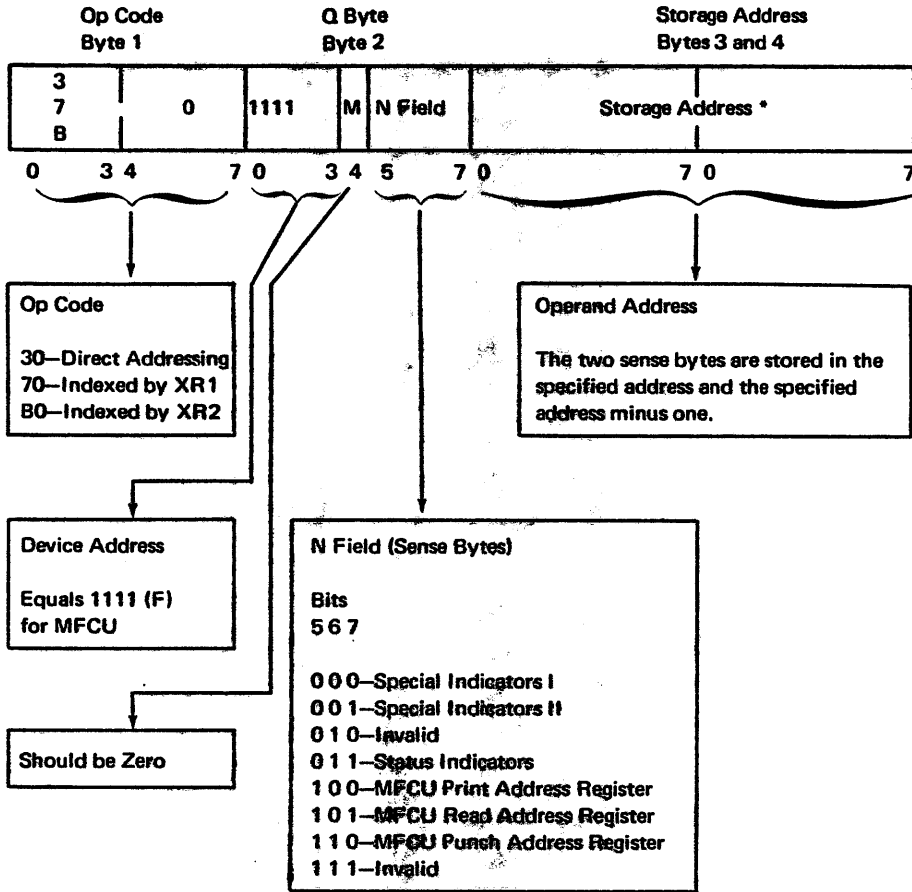 Op Code Q Byte Storage Address
Byte 1 Byte 2 Bytes 3 and 4
3
7 0 1111 M N Field Storage Address *
B
0 3 4 7 0 3 4 5 7 0 7 0 7
Op Code
30—Direct Addressing
70—Indexed by XR1
B0—Indexed by XR2
Operand Address
The two sense bytes are stored in the
specified address and the specified
address minus one.
Device Address
Equals 1111 (F)
for MFCU
N Field (Sense Bytes)
Bits
5 6 7
0 0 0—Special Indicators I
0 0 1—Special Indicators II
0 1 0—Invalid
0 1 1—Status Indicators
1 0 0—MFCU Print Address Register
1 0 1—MFCU Read Address Register
1 1 0—MFCU Punch Address Register
1 1 1—Invalid
Should be Zero